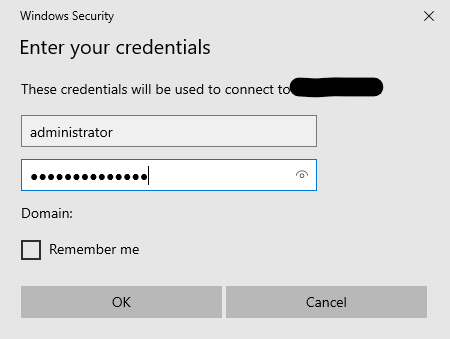 Windows Security
Enter your credentials
These credentials will be used to connect to
administrator
●●●●●●●●●●●●●●
Domain:
Remember me
OK
Cancel